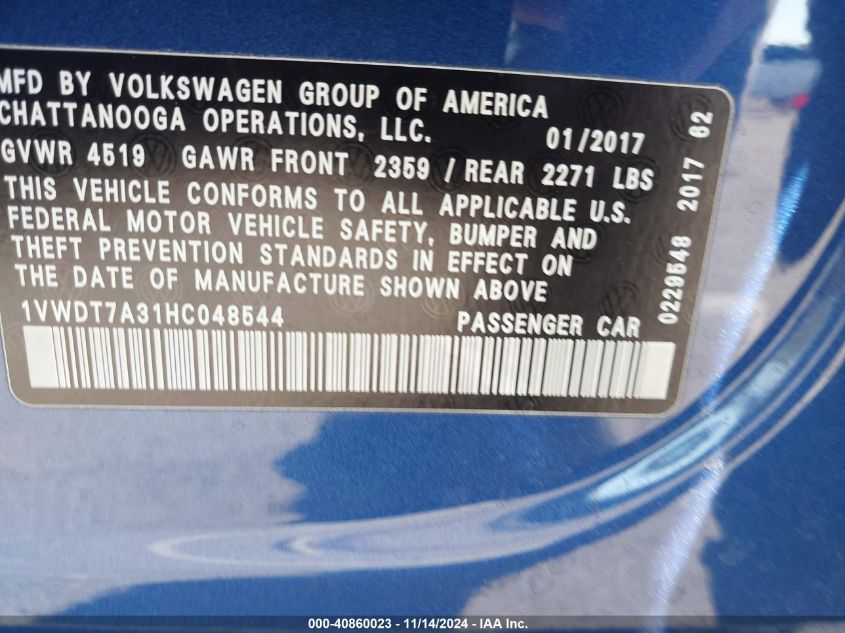 MFD BY VOLKSWAGEN GROUP OF AMERICA
CHATTANOOGA OPERATIONS, LLC. 01/2017
GVWR 4519 GAWR FRONT 2359 / REAR 2271 LBS
THIS VEHICLE CONFORMS TO ALL APPLICABLE U.S.
FEDERAL MOTOR VEHICLE SAFETY, BUMPER AND
THEFT PREVENTION STANDARDS IN EFFECT ON
THE DATE OF MANUFACTURE SHOWN ABOVE
1VWDT7A31HC048544 PASSENGER CAR
0229548 2017 62
000-40860023 - 11/14/2024 - IAA Inc.